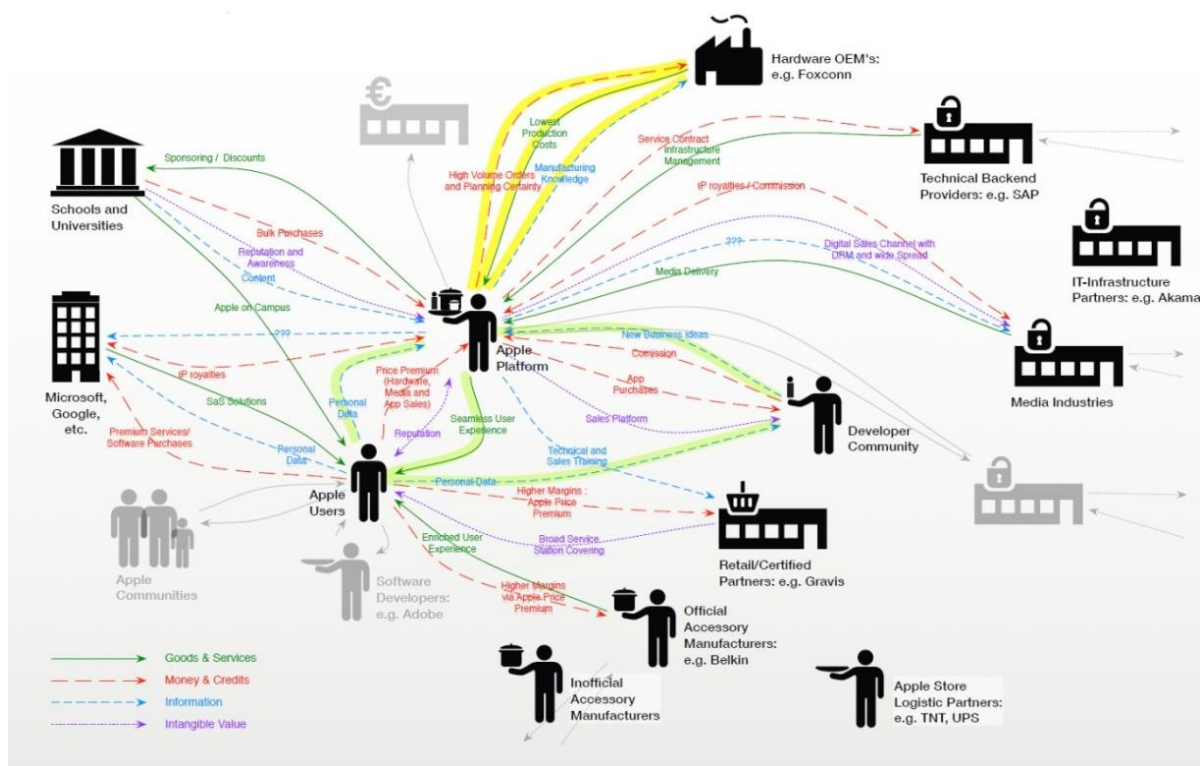 Hardware OEM's:
e.g. Foxconn
€
Lowest
Production
Costs
Service Contract
Infrastructure
Management
Technical Backend
Providers: e.g. SAP
Sponsoring / Discounts
Manufacturing
Knowledge
High Volume Orders
and Planning Certainty
IP royalties / Commission
Schools and
Universities
Bulk Purchases
Reputation and
Awareness
Content
???
Digital Sales Channel with
DRM and wide Spread
Media Delivery
IT-Infrastructure
Partners: e.g. Akama
Apple on Campus
???
New Business Ideas
Apple
Platform
Comission
IP royalties
Price Premium
(Hardware,
Media and
App Sales)
App
Purchases
Media Industries
Microsoft,
Google,
etc.
SaS Solutions
Personal
Data
Reputation
Seamless User
Experience
Sales Platform
Developer
Community
Premium Services/
Software Purchases
Personal
Data
Technical and
Sales Training
Personal Data
Apple
Users
Higher Margins :
Apple Price
Premium
Enriched User
Experience
Broad Service
Station Covering
Retail/Certified
Partners: e.g. Gravis
Apple
Communities
Software
Developers:
e.g. Adobe
Higher Margins
via Apple Price
Premium
Official
Accessory
Manufacturers:
e.g. Belkin
Goods & Services
Money & Credits
Information
Intangible Value
Inofficial
Accessory
Manufacturers
Apple Store
Logistic Partners:
e.g. TNT, UPS